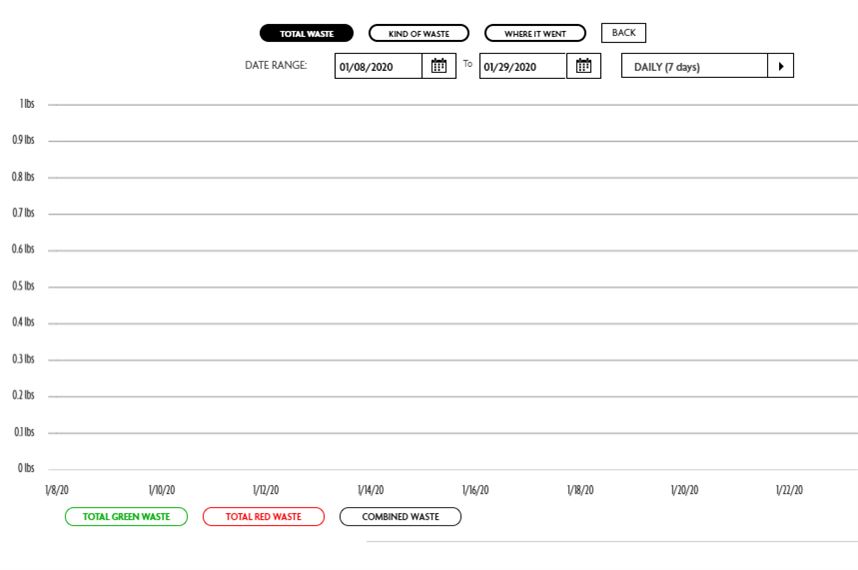 TOTAL WASTE KIND OF WASTE WHERE IT WENT BACK
DATE RANGE: 01/08/2020 To 01/29/2020 DAILY (7 days)
1 lbs
0.9 lbs
0.8 lbs
0.7 lbs
0.6 lbs
0.5 lbs
0.4 lbs
0.3 lbs
0.2 lbs
0.1 lbs
0 lbs
1/8/20 1/10/20 1/12/20 1/14/20 1/16/20 1/18/20 1/20/20 1/22/20
TOTAL GREEN WASTE TOTAL RED WASTE COMBINED WASTE